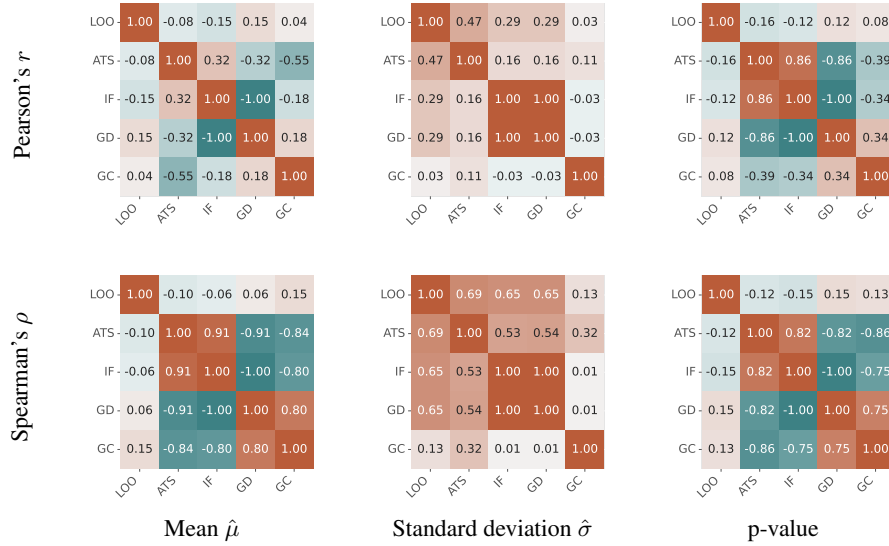 Pearson's r
LOO 1.00 -0.08 -0.15 0.15 0.04
ATS -0.08 1.00 0.32 -0.32 -0.55
IF -0.15 0.32 1.00 -1.00 -0.18
GD 0.15 -0.32 -1.00 1.00 0.18
GC 0.04 -0.55 -0.18 0.18 1.00
LOO ATS IF GD GC
LOO 1.00 0.47 0.29 0.29 0.03
ATS 0.47 1.00 0.16 0.16 0.11
IF 0.29 0.16 1.00 1.00 -0.03
GD 0.29 0.16 1.00 1.00 -0.03
GC 0.03 0.11 -0.03 -0.03 1.00
LOO ATS IF GD GC
LOO 1.00 -0.16 -0.12 0.12 0.08
ATS -0.16 1.00 0.86 -0.86 -0.39
IF -0.12 0.86 1.00 -1.00 -0.34
GD 0.12 -0.86 -1.00 1.00 0.34
GC 0.08 -0.39 -0.34 0.34 1.00
LOO ATS IF GD GC
Spearman's ρ
LOO 1.00 -0.10 -0.06 0.06 0.15
ATS -0.10 1.00 0.91 -0.91 -0.84
IF -0.06 0.91 1.00 -1.00 -0.80
GD 0.06 -0.91 -1.00 1.00 0.80
GC 0.15 -0.84 -0.80 0.80 1.00
LOO ATS IF GD GC
LOO 1.00 0.69 0.65 0.65 0.13
ATS 0.69 1.00 0.53 0.54 0.32
IF 0.65 0.53 1.00 1.00 0.01
GD 0.65 0.54 1.00 1.00 0.01
GC 0.13 0.32 0.01 0.01 1.00
LOO ATS IF GD GC
LOO 1.00 -0.12 -0.15 0.15 0.13
ATS -0.12 1.00 0.82 -0.82 -0.86
IF -0.15 0.82 1.00 -1.00 -0.75
GD 0.15 -0.82 -1.00 1.00 0.75
GC 0.13 -0.86 -0.75 0.75 1.00
LOO ATS IF GD GC
Mean μ̂
Standard deviation σ̂
p-value